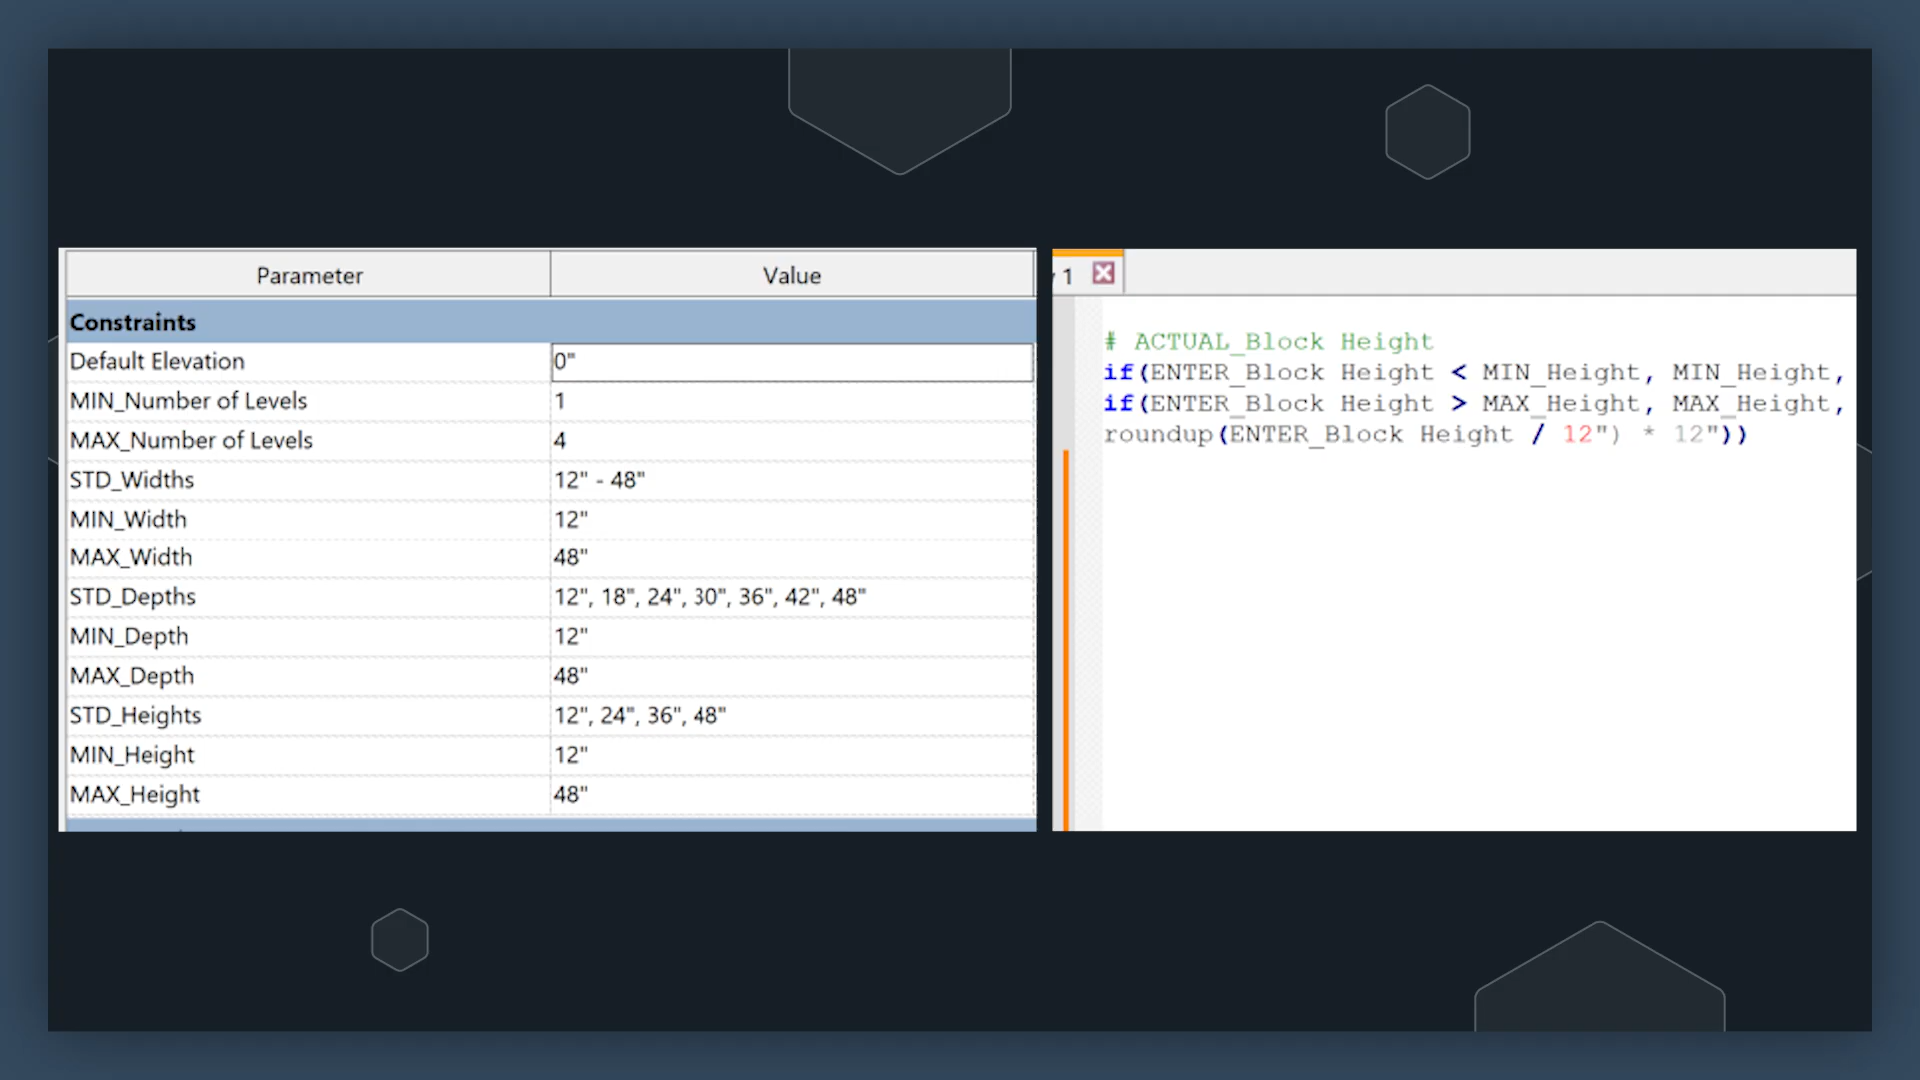 Parameter Value
Constraints
Default Elevation 0"
MIN_Number of Levels 1
MAX_Number of Levels 4
STD_Widths 12" - 48"
MIN_Width 12"
MAX_Width 48"
STD_Depths 12", 18", 24", 30", 36", 42", 48"
MIN_Depth 12"
MAX_Depth 48"
STD_Heights 12", 24", 36", 48"
MIN_Height 12"
MAX_Height 48"
1
# ACTUAL_Block Height
if(ENTER_Block Height < MIN_Height, MIN_Height,
if(ENTER_Block Height > MAX_Height, MAX_Height,
roundup(ENTER_Block Height / 12") * 12"))